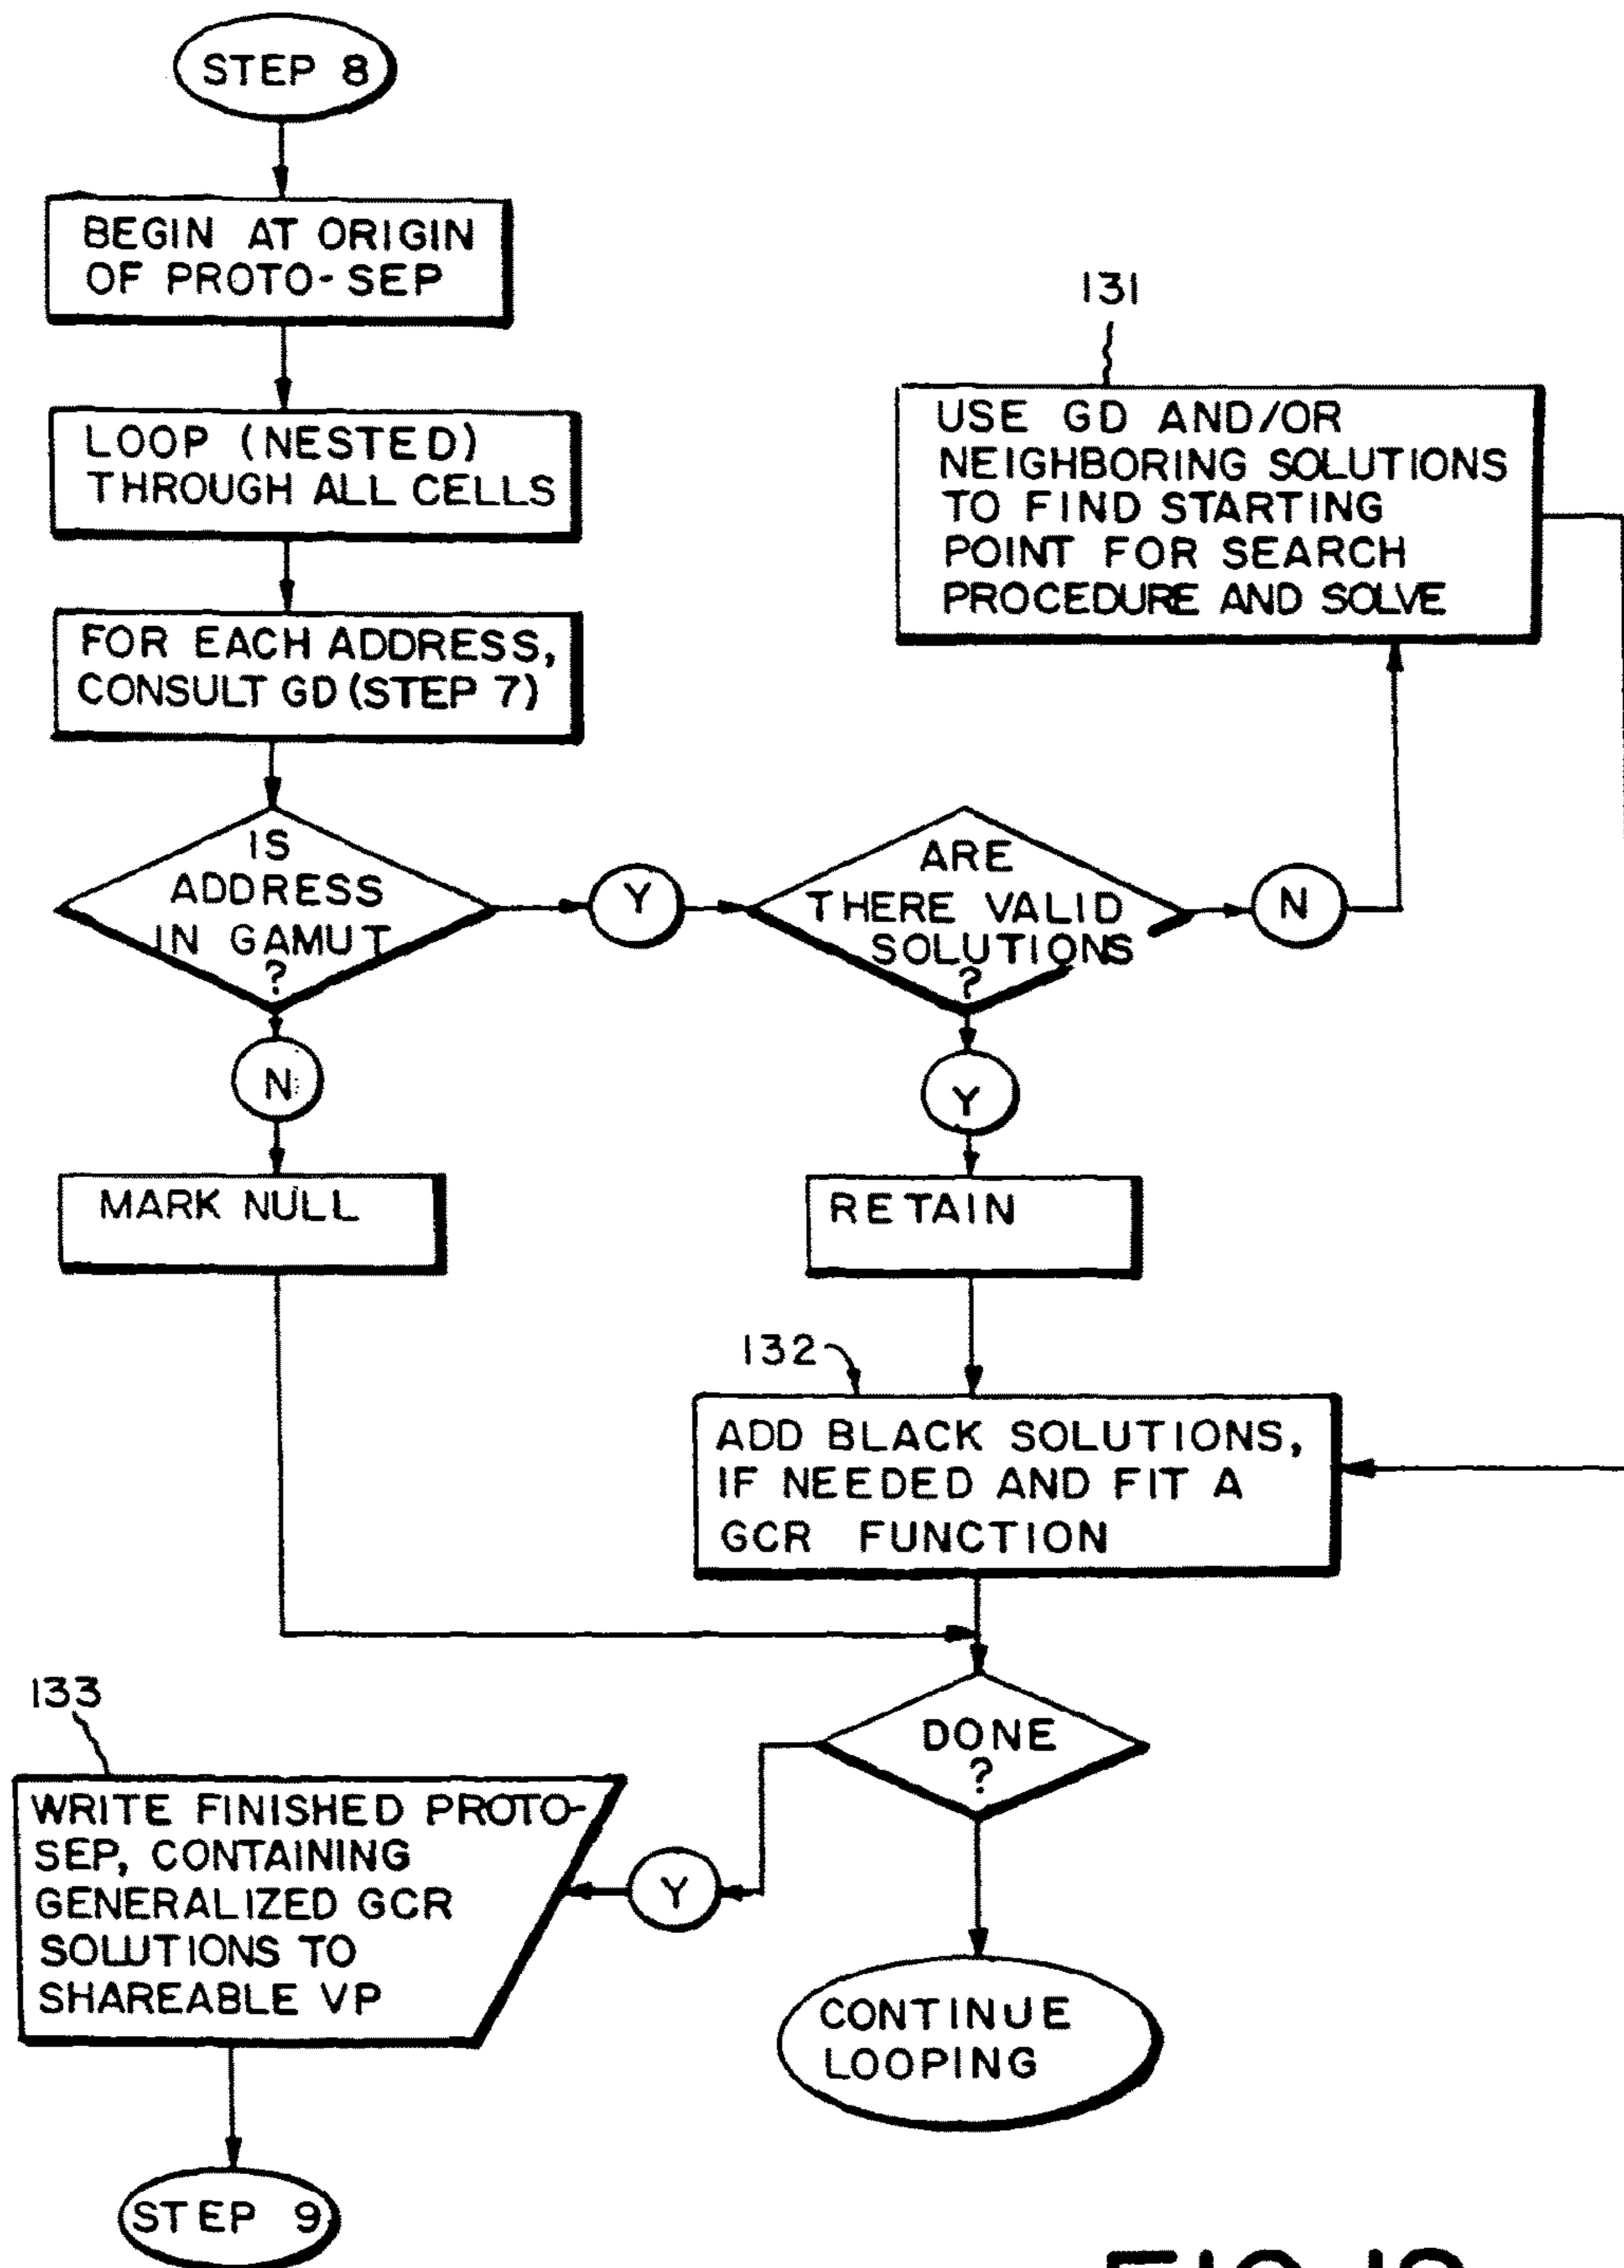 STEP 8
BEGIN AT ORIGIN
OF PROTO-SEP
LOOP (NESTED)
THROUGH ALL CELLS
FOR EACH ADDRESS,
CONSULT GD (STEP 7)
IS
ADDRESS
IN GAMUT
?
Y
ARE
THERE VALID
SOLUTIONS
?
N
131
USE GD AND/OR
NEIGHBORING SOLUTIONS
TO FIND STARTING
POINT FOR SEARCH
PROCEDURE AND SOLVE
N
MARK NULL
Y
RETAIN
132
ADD BLACK SOLUTIONS,
IF NEEDED AND FIT A
GCR FUNCTION
DONE
?
Y
133
WRITE FINISHED PROTO-
SEP, CONTAINING
GENERALIZED GCR
SOLUTIONS TO
SHAREABLE VP
CONTINUE
LOOPING
STEP 9